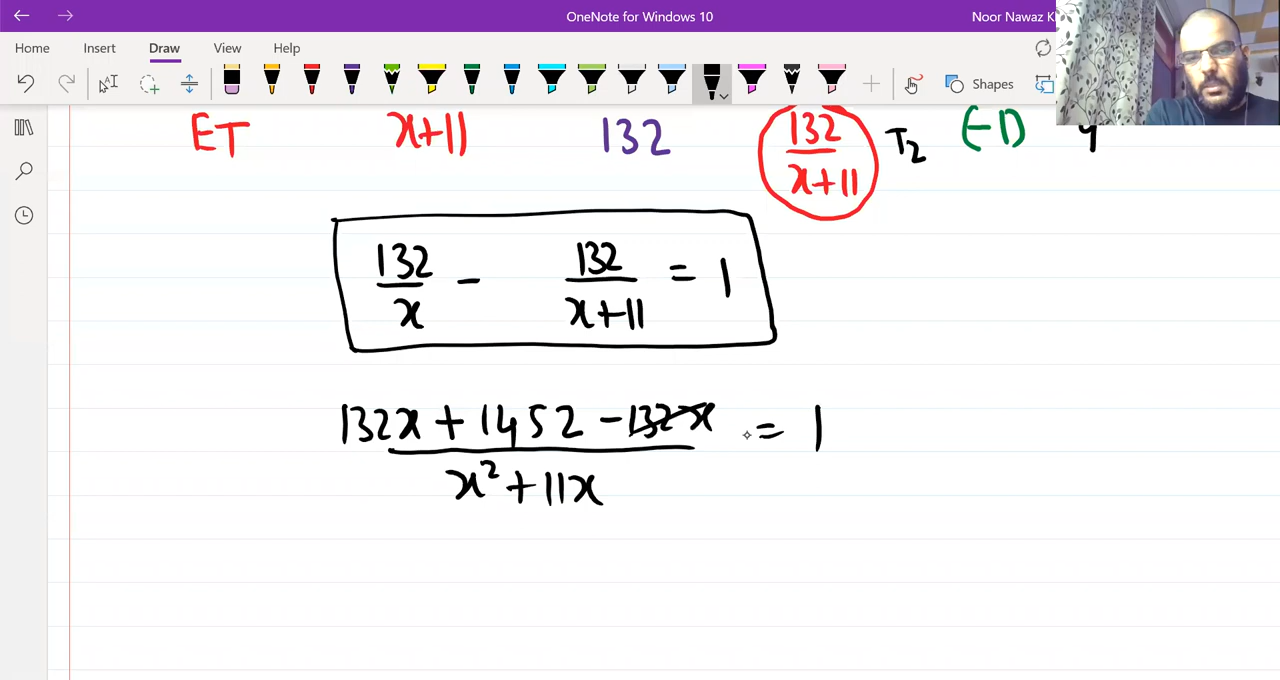 OneNote for Windows 10
Noor Nawaz K
Home Insert Draw View Help
Shapes
ET x+11 132 132/(x+11) T₂ (-1)
132/x - 132/(x+11) = 1
(132x + 1452 - 132x)/(x² + 11x) = 1